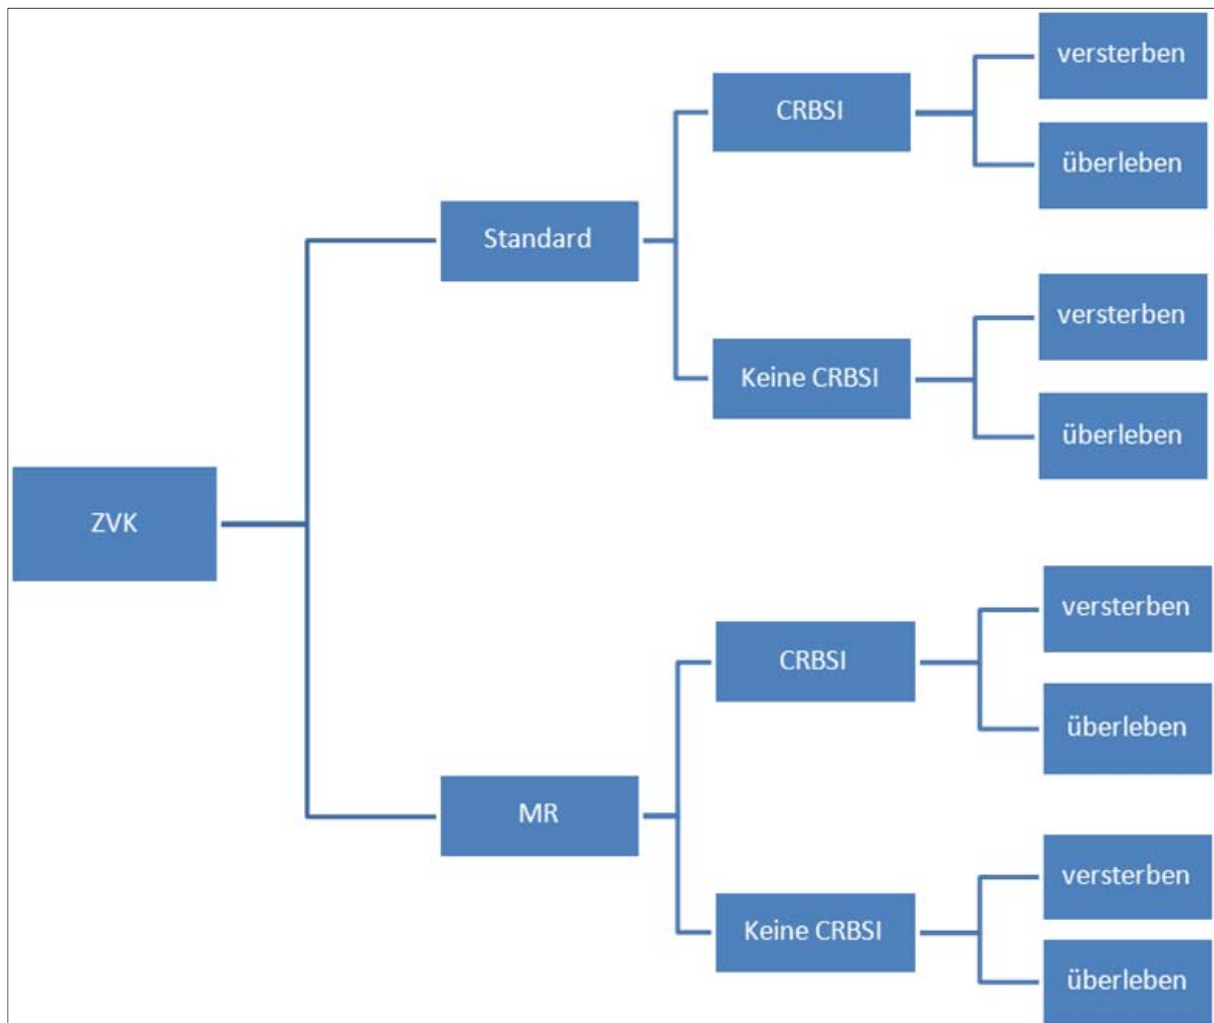 ZVK
Standard
CRBSI
versterben
überleben
Keine CRBSI
versterben
überleben
MR
CRBSI
versterben
überleben
Keine CRBSI
versterben
überleben